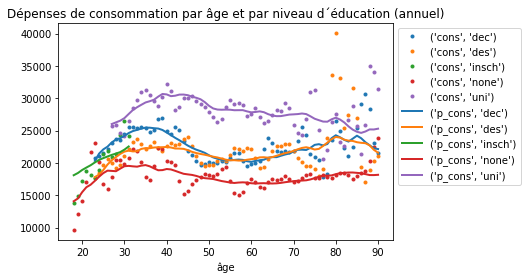 Dépenses de consommation par âge et par niveau d´éducation (annuel)
40000
35000
30000
25000
20000
15000
10000
20
30
40
50
60
70
80
90
âge
('cons', 'dec')
('cons', 'des')
('cons', 'insch')
('cons', 'none')
('cons', 'uni')
('p_cons', 'dec')
('p_cons', 'des')
('p_cons', 'insch')
('p_cons', 'none')
('p_cons', 'uni')